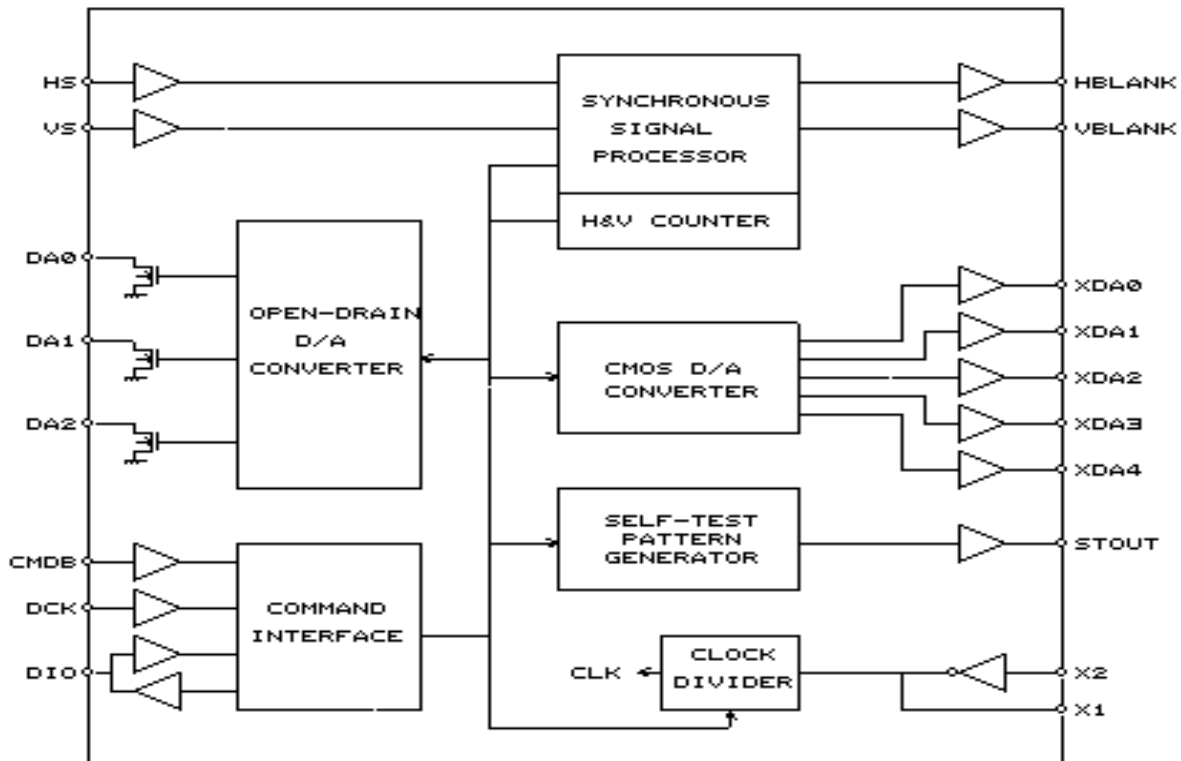 HS
VS
SYNCHRONOUS
SIGNAL
PROCESSOR
H&V COUNTER
HBLANK
VBLANK
DA0
DA1
DA2
OPEN-DRAIN
D/A
CONVERTER
CMOS D/A
CONVERTER
XDA0
XDA1
XDA2
XDA3
XDA4
SELF-TEST
PATTERN
GENERATOR
STOUT
CMDB
DCK
DIO
COMMAND
INTERFACE
CLK
CLOCK
DIVIDER
X2
X1